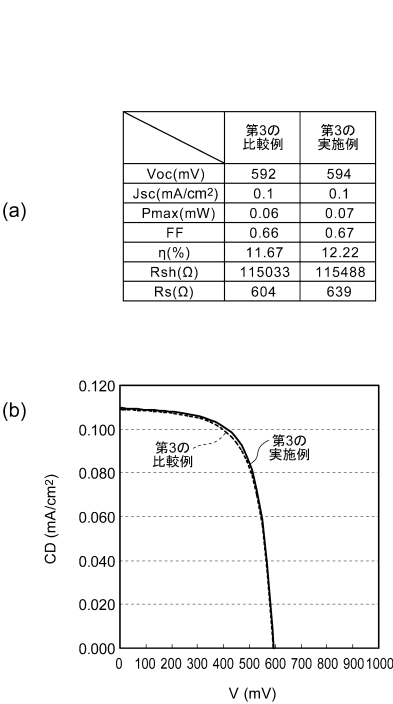 (a)
第3の 第3の
比較例 実施例
Voc(mV) 592 594
Jsc(mA/cm2) 0.1 0.1
Pmax(mW) 0.06 0.07
FF 0.66 0.67
η(%) 11.67 12.22
Rsh(Ω) 115033 115488
Rs(Ω) 604 639
(b)
0.120
0.100
0.080
0.060
0.040
0.020
0.000
CD (mA/cm2)
第3の
比較例
第3の
実施例
0 100 200 300 400 500 600 700 800 900 1000
V (mV)